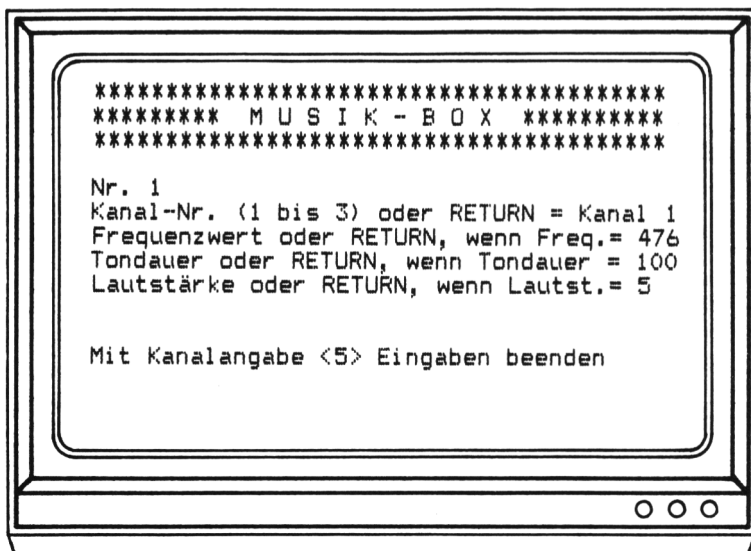 ****************************************
********* M U S I K - B O X **********
****************************************
Nr. 1
Kanal-Nr. (1 bis 3) oder RETURN = Kanal 1
Frequenzwert oder RETURN, wenn Freq.= 476
Tondauer oder RETURN, wenn Tondauer = 100
Lautstärke oder RETURN, wenn Lautst.= 5
Mit Kanalangabe <5> Eingaben beenden